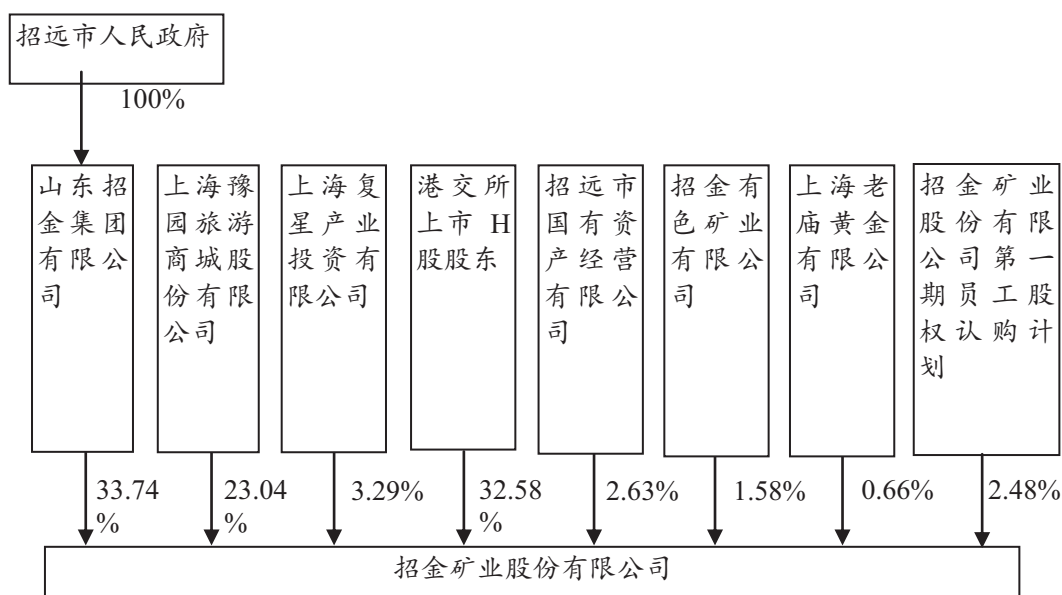 招远市人民政府
100%
山东招
金集团
有限公
司
上海豫
园旅游
商城股
份有限
公司
上海复
星产业
投资有
限公司
港交所
上市 H
股股东
招远市
国有资
产经营
有限公
司
招金有
色矿业
有限公
司
上海老
庙黄金
有限公
司
招金矿业
股份有限
公司第一
期员工股
权认购计
划
33.74
%
23.04
%
3.29%
32.58
%
2.63%
1.58%
0.66%
2.48%
招金矿业股份有限公司